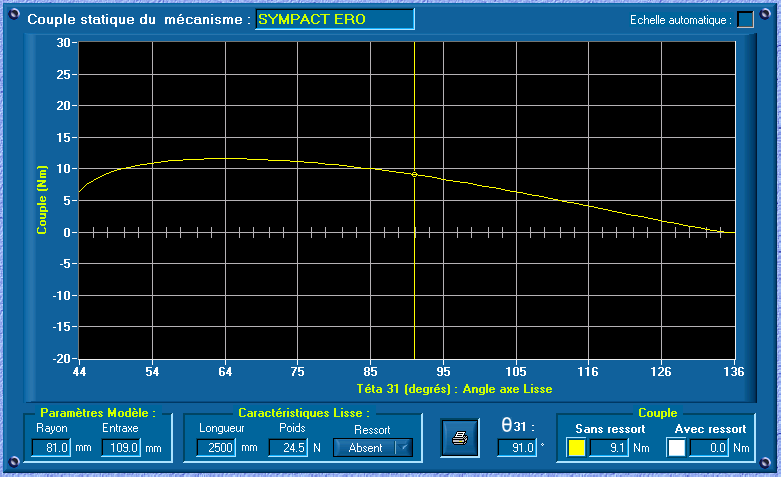 Couple statique du mécanisme : SYMPACT ERO Echelle automatique :
30
25
20
15
10
5
0
-5
-10
-15
-20
Couple (Nm)
44 54 64 75 85 95 105 116 126 136
Téta 31 (degrés) : Angle axe Lisse
Paramètres Modèle : Caractéristiques Lisse : Couple
Rayon Entraxe Longueur Poids Ressort θ31 : Sans ressort Avec ressort
81.0 mm 109.0 mm 2500 mm 24.5 N Absent 91.0 ° 9.1 Nm 0.0 Nm